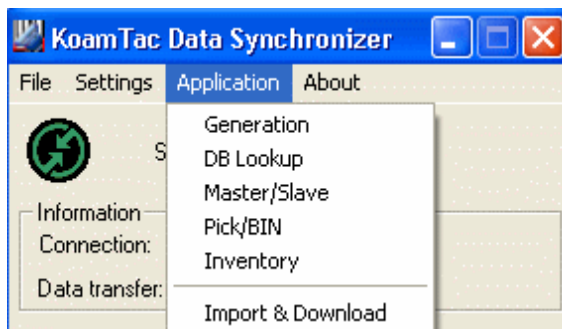 KoamTac Data Synchronizer
File Settings Application About
Generation
S
DB Lookup
Master/Slave
Information
Pick/BIN
Connection:
Inventory
Data transfer:
Import & Download